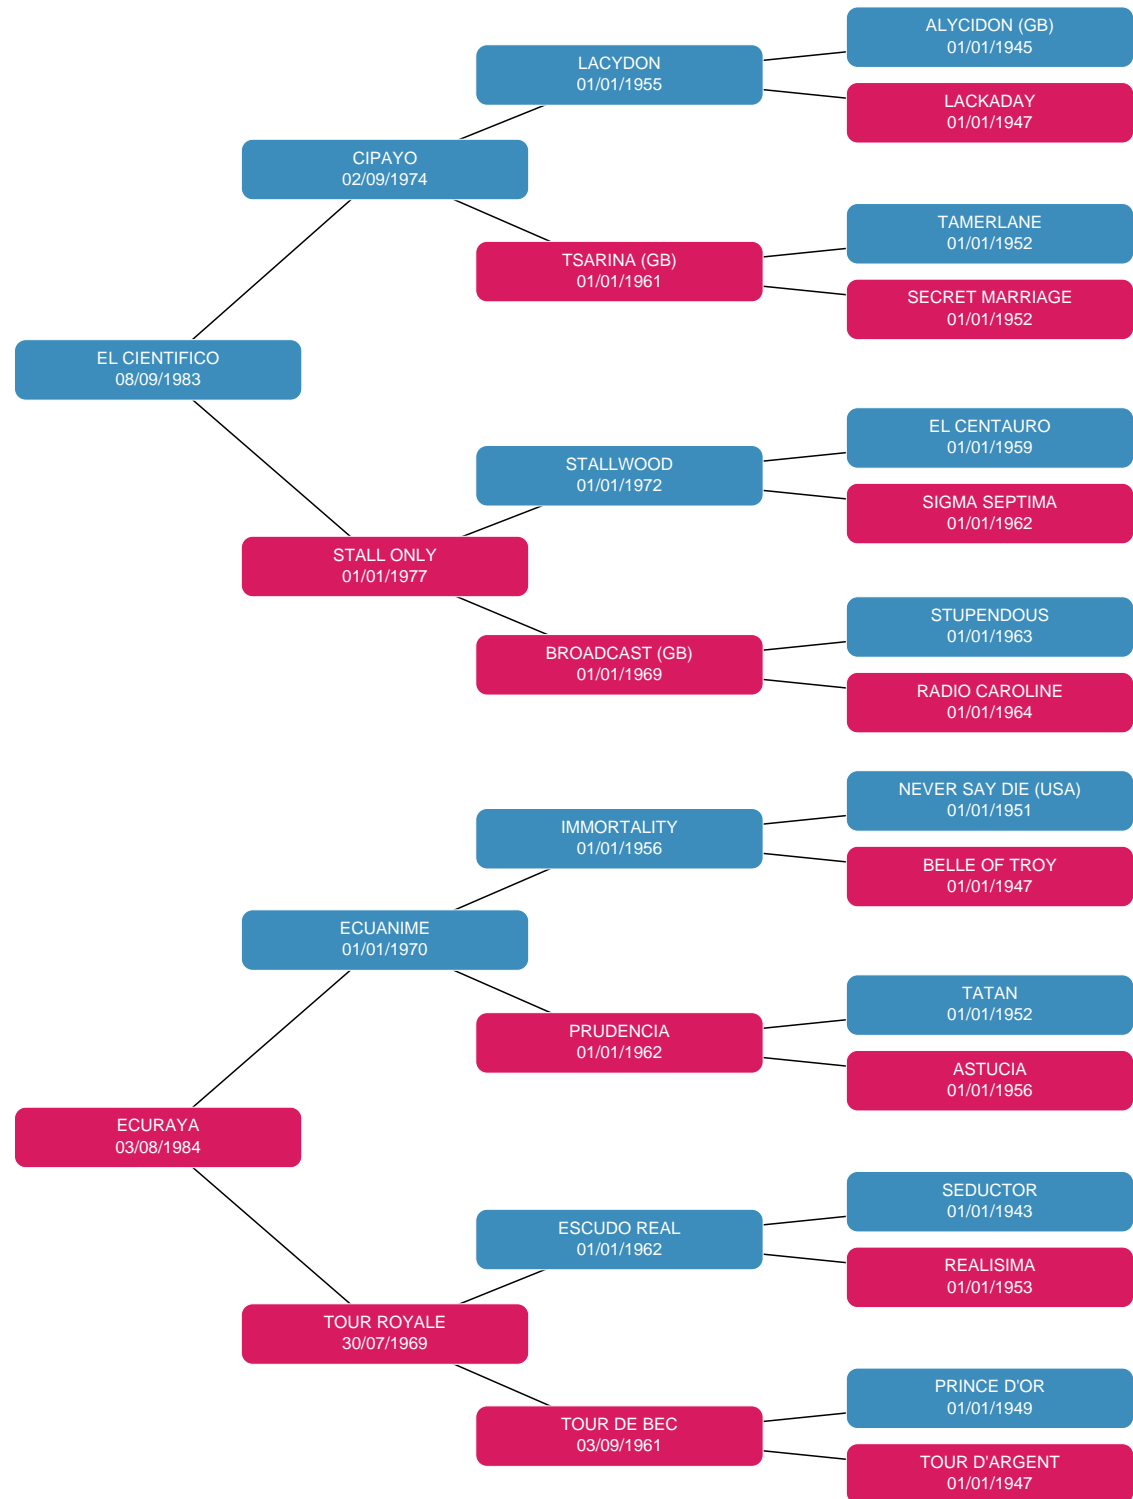 ALYCIDON (GB)
01/01/1945
LACYDON
01/01/1955
LACKADAY
01/01/1947
CIPAYO
02/09/1974
TAMERLANE
01/01/1952
TSARINA (GB)
01/01/1961
SECRET MARRIAGE
01/01/1952
EL CIENTIFICO
08/09/1983
EL CENTAURO
01/01/1959
STALLWOOD
01/01/1972
SIGMA SEPTIMA
01/01/1962
STALL ONLY
01/01/1977
STUPENDOUS
01/01/1963
BROADCAST (GB)
01/01/1969
RADIO CAROLINE
01/01/1964
NEVER SAY DIE (USA)
01/01/1951
IMMORTALITY
01/01/1956
BELLE OF TROY
01/01/1947
ECUANIME
01/01/1970
TATAN
01/01/1952
PRUDENCIA
01/01/1962
ASTUCIA
01/01/1956
ECURAYA
03/08/1984
SEDUCTOR
01/01/1943
ESCUDO REAL
01/01/1962
REALISIMA
01/01/1953
TOUR ROYALE
30/07/1969
PRINCE D'OR
01/01/1949
TOUR DE BEC
03/09/1961
TOUR D'ARGENT
01/01/1947